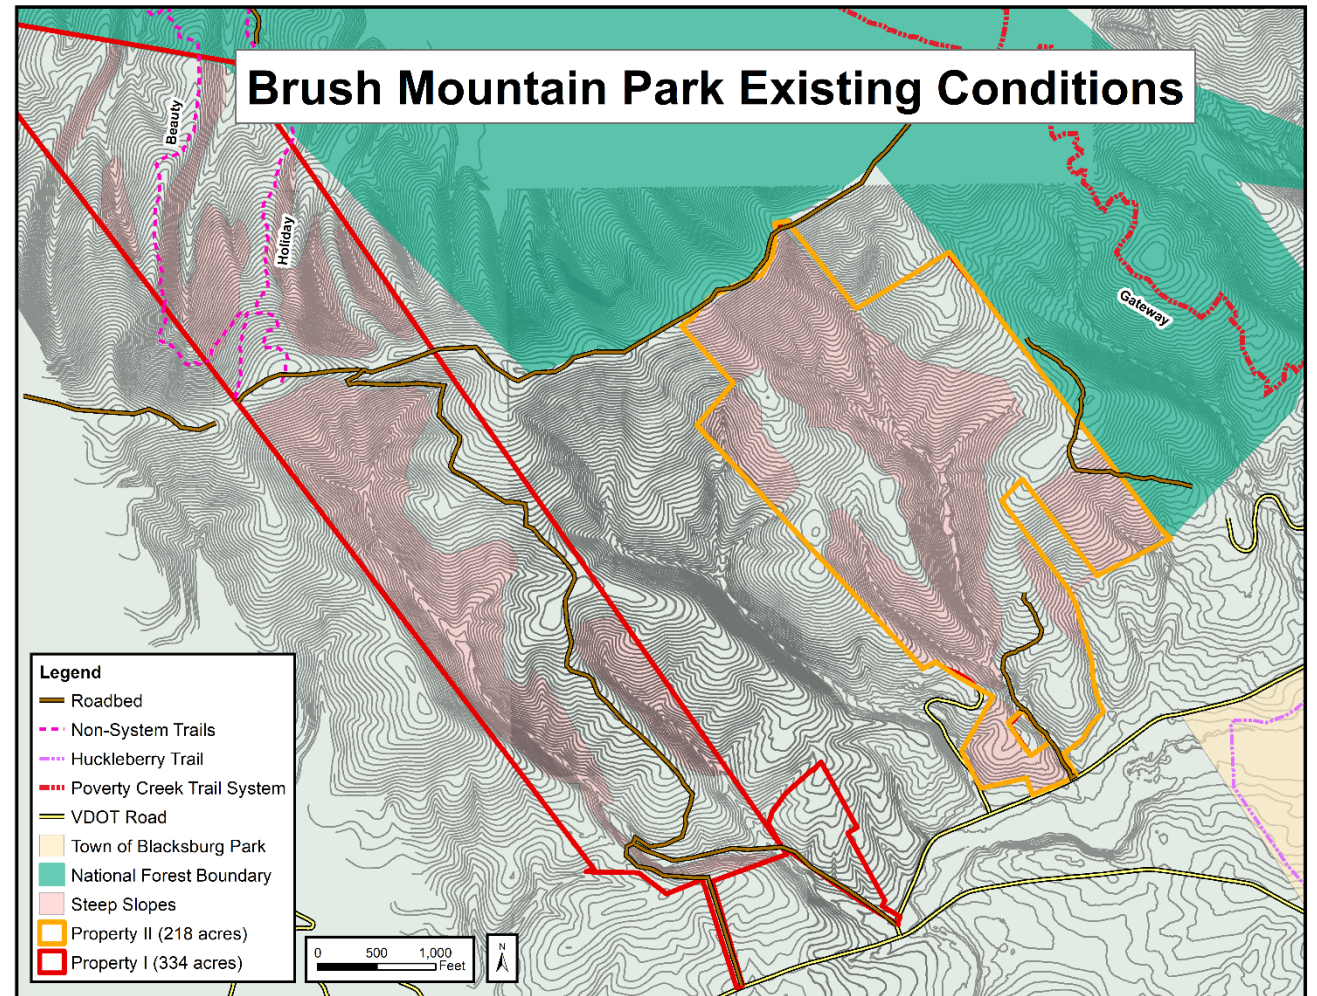 Brush Mountain Park Existing Conditions
Beauty
Holiday
Gateway
Legend
Roadbed
Non-System Trails
Huckleberry Trail
Poverty Creek Trail System
VDOT Road
Town of Blacksburg Park
National Forest Boundary
Steep Slopes
Property II (218 acres)
Property I (334 acres)
0 500 1,000
Feet
N